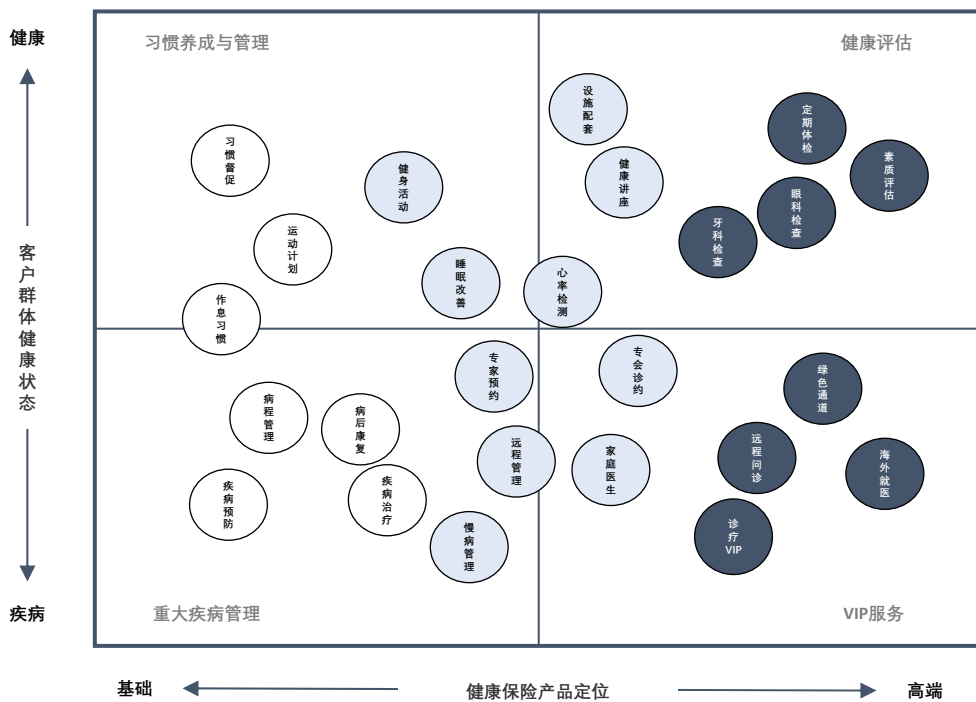 健康
习惯养成与管理
健康评估
设施配套
定期体检
习惯督促
健身活动
健康讲座
素质评估
眼科检查
牙科检查
运动计划
睡眠改善
心率检测
作息习惯
客户群体健康状态
专家预约
专会诊约
绿色通道
病程管理
病后康复
远程管理
家庭医生
远程问诊
海外就医
疾病预防
疾病治疗
慢病管理
诊疗VIP
疾病
重大疾病管理
VIP服务
基础
健康保险产品定位
高端